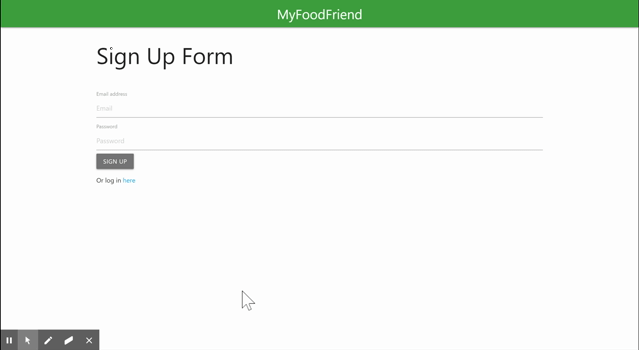 MyFoodFriend
Sign Up Form
Email address
Email
Password
Password
SIGN UP
Or log in here